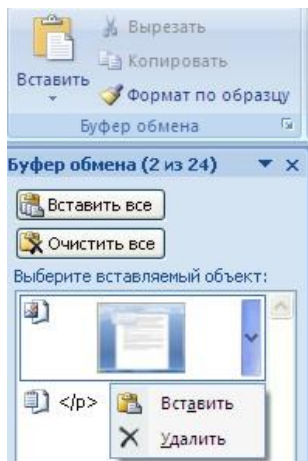 Вырезать
Копировать
Вставить
Формат по образцу
Буфер обмена
Буфер обмена (2 из 24)
Вставить все
Очистить все
Выберите вставляемый объект:
</p>
Вставить
Удалить